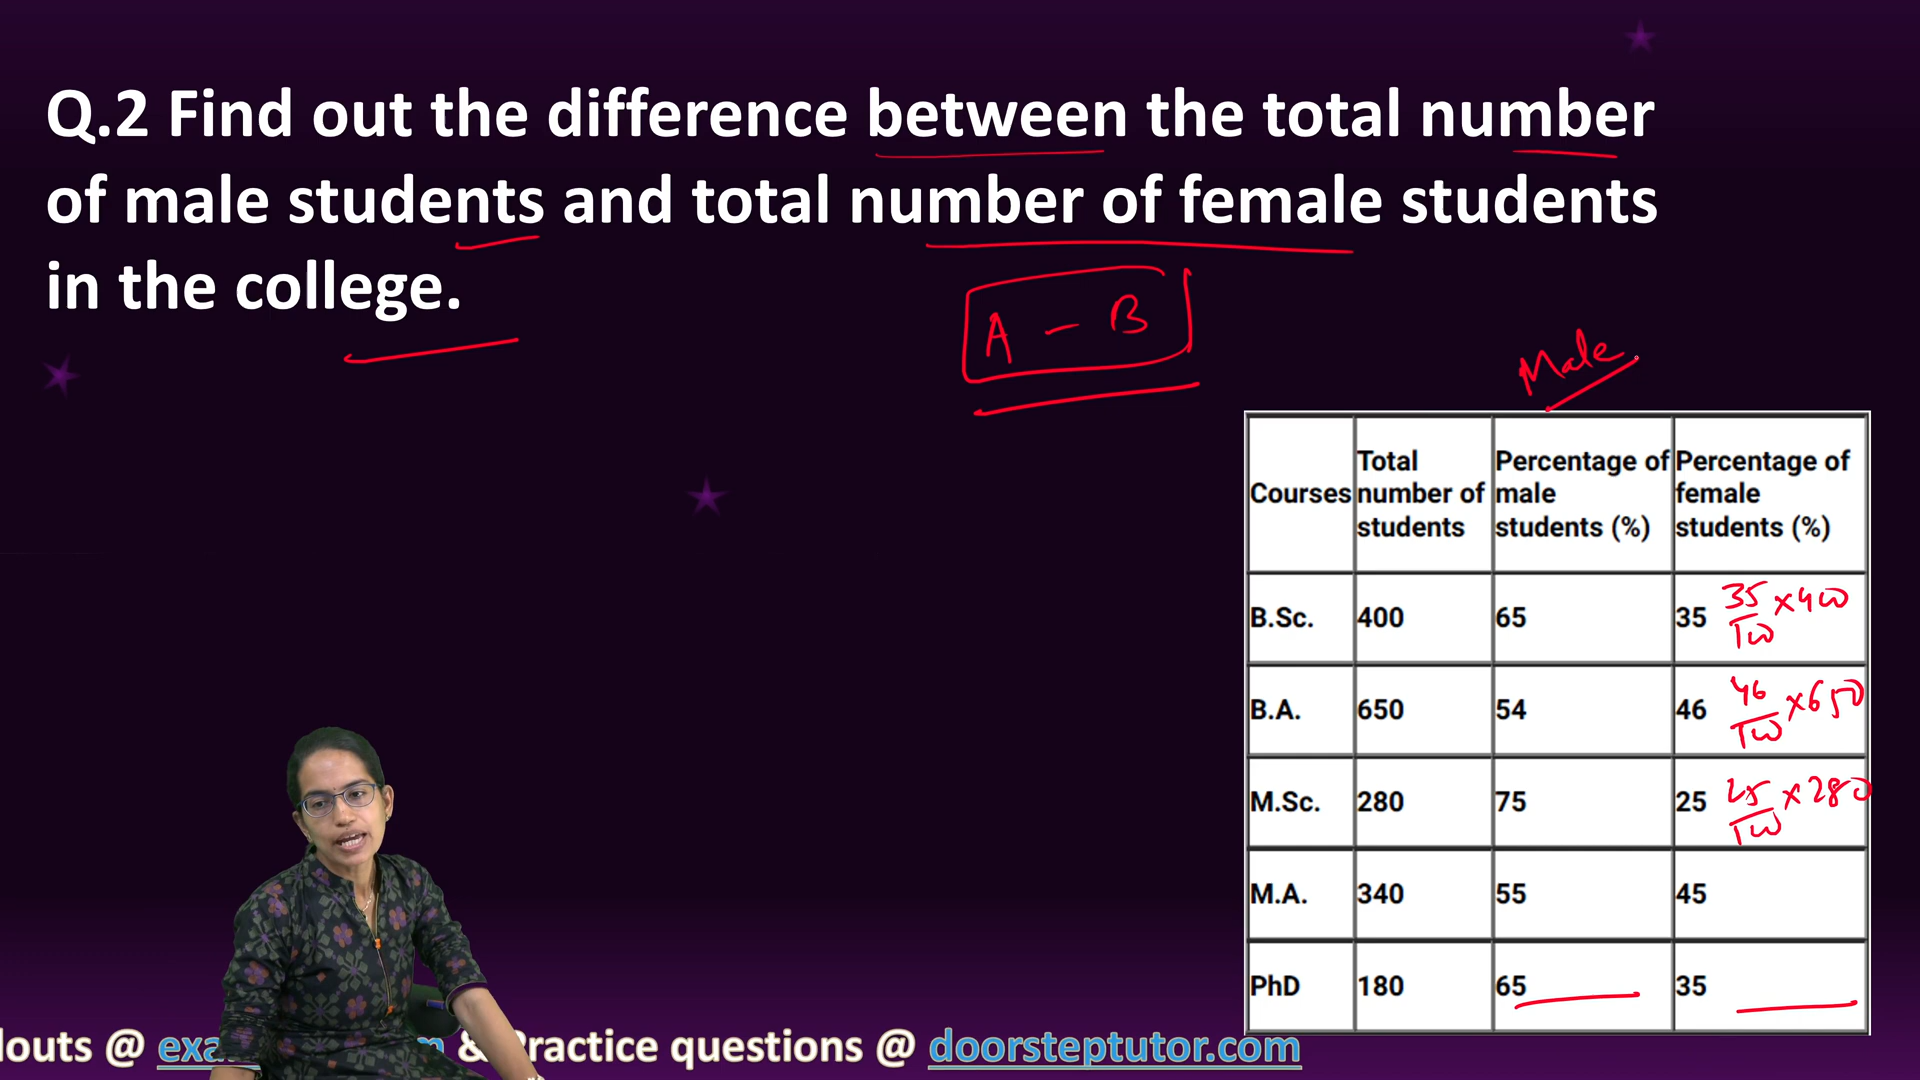 Q.2 Find out the difference between the total number
of male students and total number of female students
in the college.
A - B
Male
Courses Total number of students Percentage of male students (%) Percentage of female students (%)
B.Sc. 400 65 35 35/100 ×400
B.A. 650 54 46 46/100 ×650
M.Sc. 280 75 25 25/100 ×280
M.A. 340 55 45
PhD 180 65 35
@ & Practice questions @ doorsteptutor.com